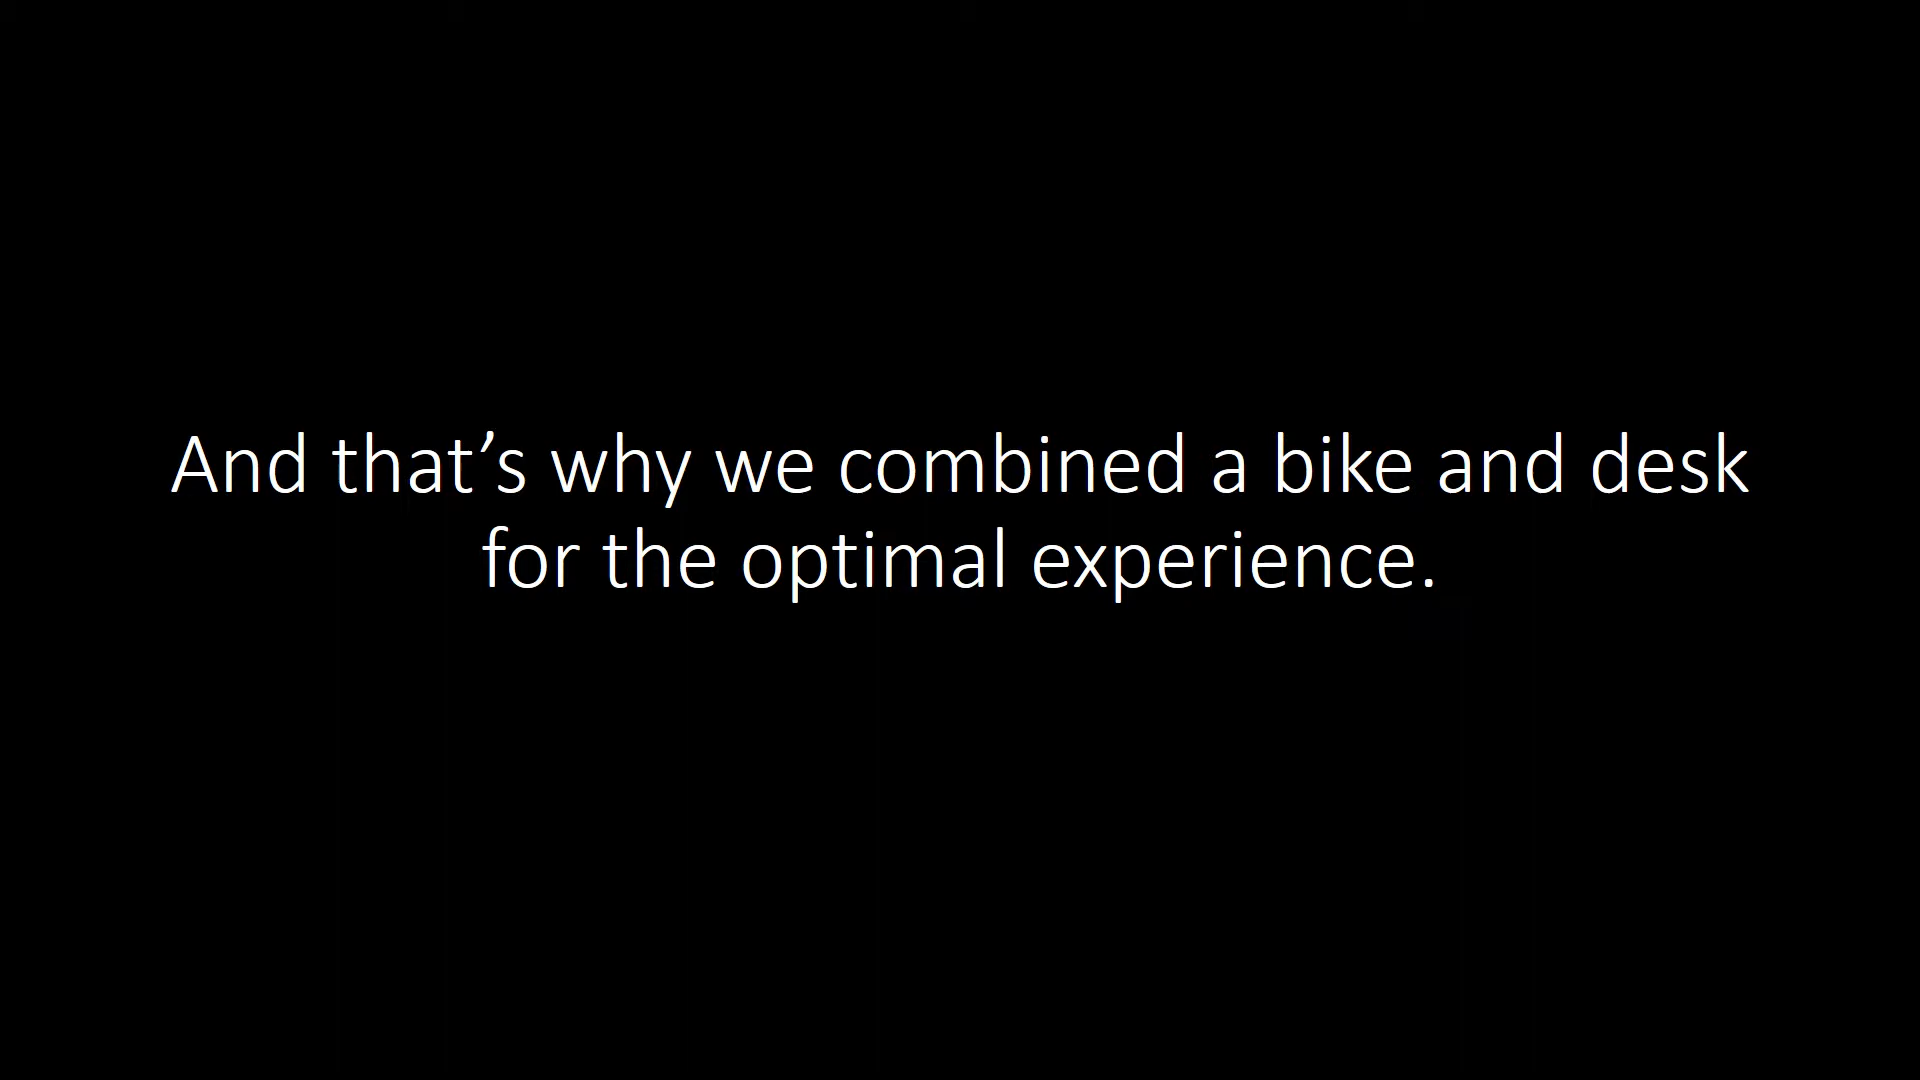 And that’s why we combined a bike and desk
for the optimal experience.